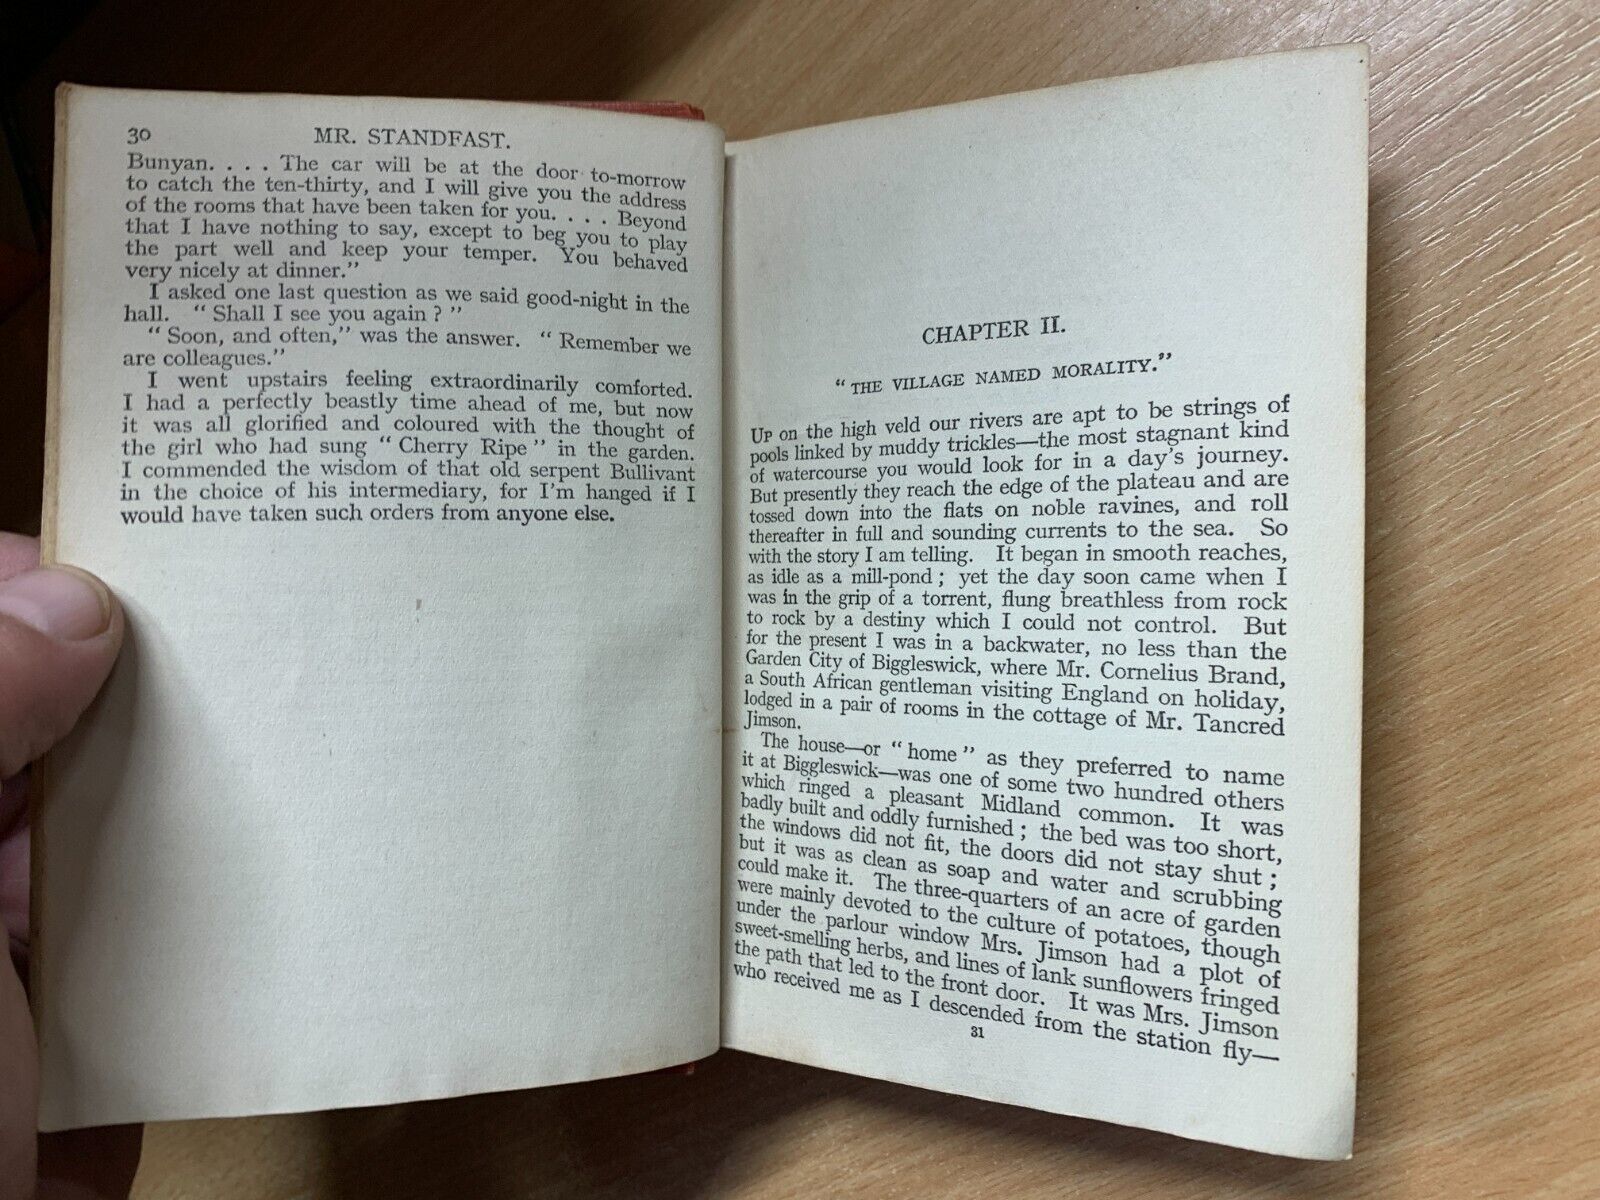 30 MR. STANDFAST.
Bunyan. . . . The car will be at the door to-morrow
to catch the ten-thirty, and I will give you the address
of the rooms that have been taken for you. . . . Beyond
that I have nothing to say, except to beg you to play
the part well and keep your temper. You behaved
very nicely at dinner.”
I asked one last question as we said good-night in the
hall. “ Shall I see you again ? ”
“ Soon, and often,” was the answer. “ Remember we
are colleagues.”
I went upstairs feeling extraordinarily comforted.
I had a perfectly beastly time ahead of me, but now
it was all glorified and coloured with the thought of
the girl who had sung “ Cherry Ripe ” in the garden.
I commended the wisdom of that old serpent Bullivant
in the choice of his intermediary, for I’m hanged if I
would have taken such orders from anyone else.
CHAPTER II.
“ THE VILLAGE NAMED MORALITY.”
UP on the high veld our rivers are apt to be strings of
pools linked by muddy trickles—the most stagnant kind
of watercourse you would look for in a day’s journey.
But presently they reach the edge of the plateau and are
tossed down into the flats on noble ravines, and roll
thereafter in full and sounding currents to the sea. So
with the story I am telling. It began in smooth reaches,
as idle as a mill-pond ; yet the day soon came when I
was in the grip of a torrent, flung breathless from rock
to rock by a destiny which I could not control. But
for the present I was in a backwater, no less than the
Garden City of Biggleswick, where Mr. Cornelius Brand,
a South African gentleman visiting England on holiday,
lodged in a pair of rooms in the cottage of Mr. Tancred
Jimson.
The house—or “ home ” as they preferred to name
it at Biggleswick—was one of some two hundred others
which ringed a pleasant Midland common. It was
badly built and oddly furnished ; the bed was too short,
the windows did not fit, the doors did not stay shut ;
but it was as clean as soap and water and scrubbing
could make it. The three-quarters of an acre of garden
were mainly devoted to the culture of potatoes, though
under the parlour window Mrs. Jimson had a plot of
sweet-smelling herbs, and lines of lank sunflowers fringed
the path that led to the front door. It was Mrs. Jimson
who received me as I descended from the station fly—
31